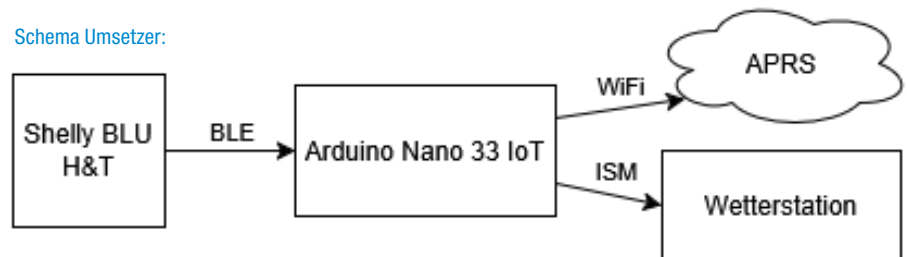 Schema Umsetzer:
Shelly BLU
H&T
BLE
Arduino Nano 33 IoT
WiFi
APRS
ISM
Wetterstation